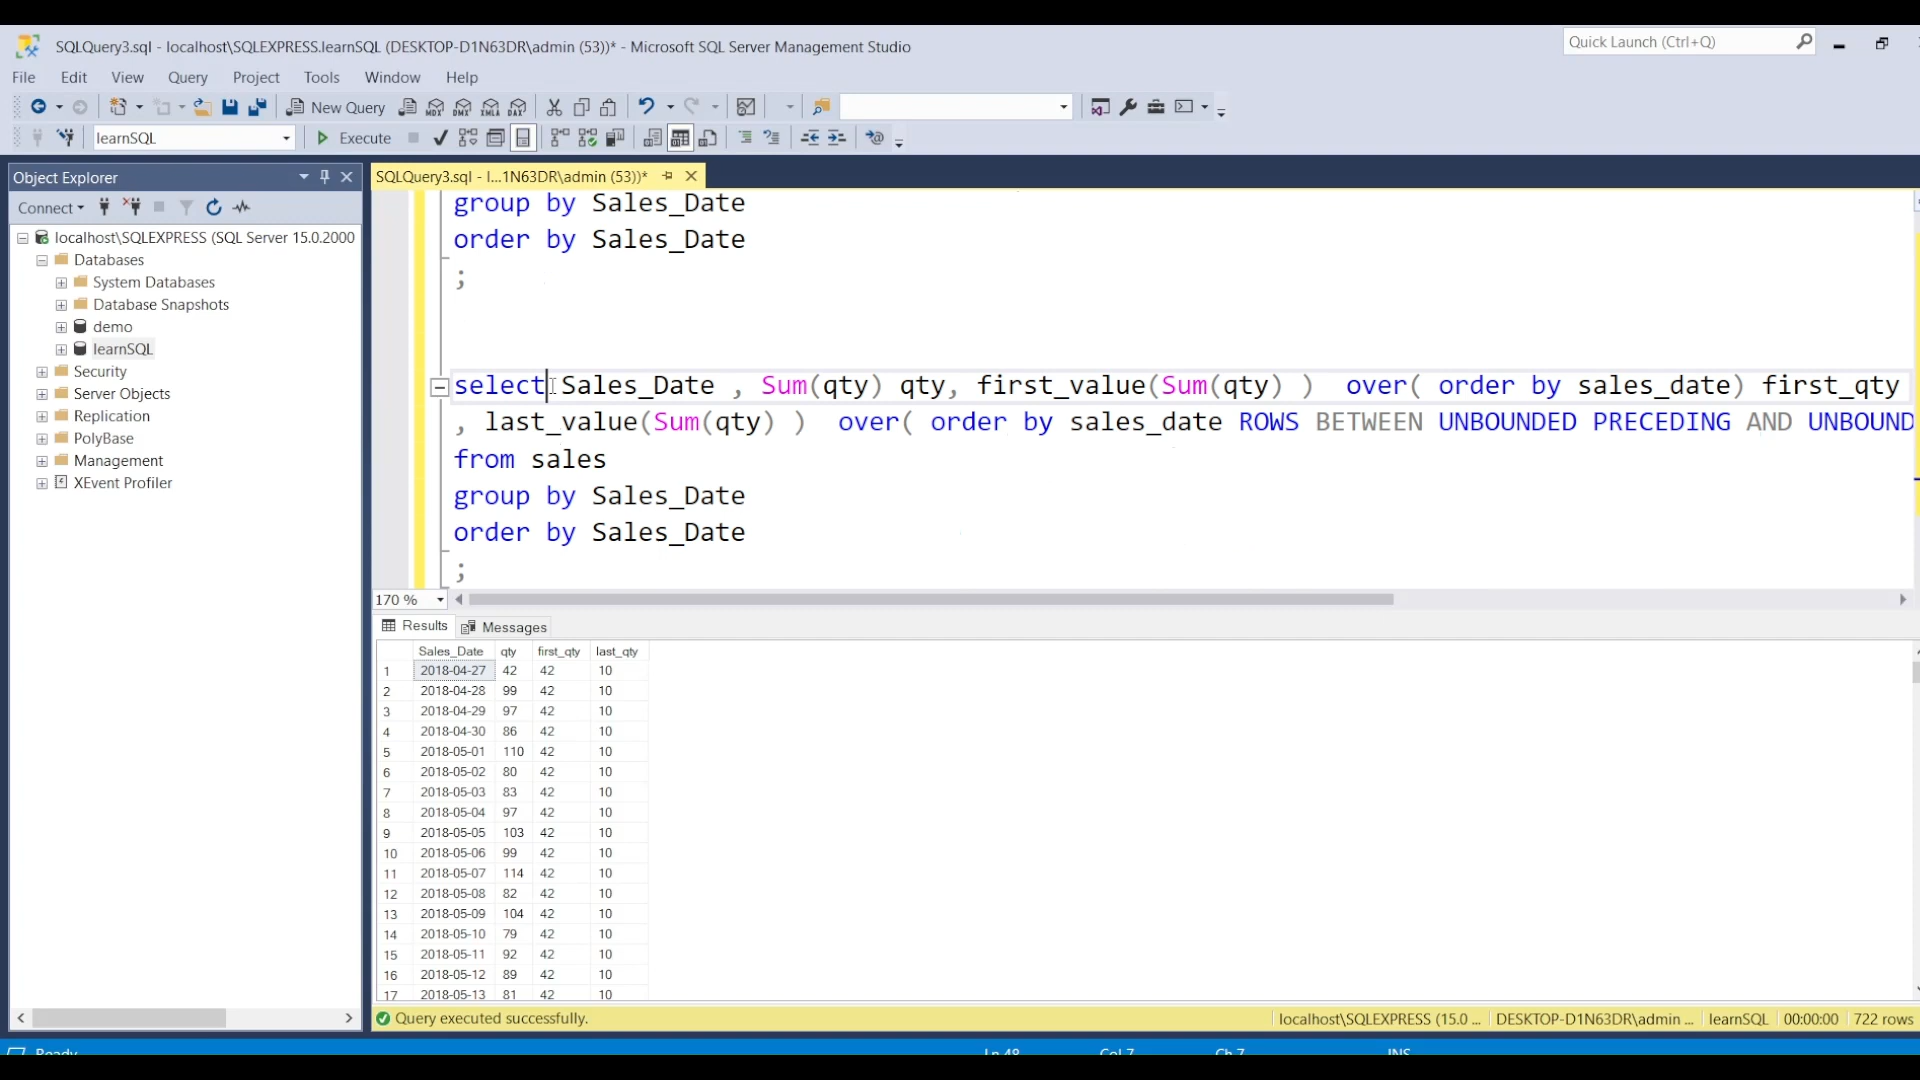 SQLQuery3.sql - localhost\SQLEXPRESS.learnSQL (DESKTOP-D1N63DR\admin (53))* - Microsoft SQL Server Management Studio
Quick Launch (Ctrl+Q)
File Edit View Query Project Tools Window Help
New Query MDX DMX XMLA DAX
learnSQL Execute
Object Explorer
SQLQuery3.sql - l...1N63DR\admin (53))*
Connect
localhost\SQLEXPRESS (SQL Server 15.0.2000
Databases
System Databases
Database Snapshots
demo
learnSQL
Security
Server Objects
Replication
PolyBase
Management
XEvent Profiler
group by Sales_Date
order by Sales_Date
;
select Sales_Date , Sum(qty) qty, first_value(Sum(qty) )  over( order by sales_date) first_qty
, last_value(Sum(qty) )  over( order by sales_date ROWS BETWEEN UNBOUNDED PRECEDING AND UNBOUND
from sales
group by Sales_Date
order by Sales_Date
;
170 %
Results Messages
Sales_Date qty first_qty last_qty
1 2018-04-27 42 42 10
2 2018-04-28 99 42 10
3 2018-04-29 97 42 10
4 2018-04-30 86 42 10
5 2018-05-01 110 42 10
6 2018-05-02 80 42 10
7 2018-05-03 83 42 10
8 2018-05-04 97 42 10
9 2018-05-05 103 42 10
10 2018-05-06 99 42 10
11 2018-05-07 114 42 10
12 2018-05-08 82 42 10
13 2018-05-09 104 42 10
14 2018-05-10 79 42 10
15 2018-05-11 92 42 10
16 2018-05-12 89 42 10
17 2018-05-13 81 42 10
Query executed successfully.
localhost\SQLEXPRESS (15.0 ... DESKTOP-D1N63DR\admin ... learnSQL 00:00:00 722 rows
Ready Ln 48 Col 7 Ch 7 INS